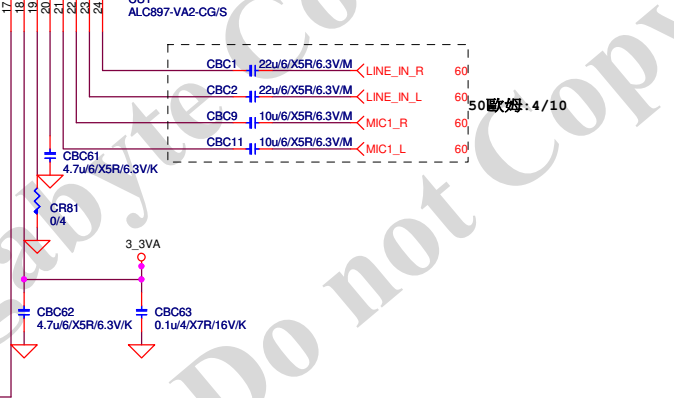 17
18
19
20
21
22
23
24
ALC897-VA2-CG/S
CBC1 22u/6/X5R/6.3V/M LINE_IN_R 60
CBC2 22u/6/X5R/6.3V/M LINE_IN_L 60
50歐姆:4/10
CBC9 10u/6/X5R/6.3V/M MIC1_R 60
CBC11 10u/6/X5R/6.3V/M MIC1_L 60
CBC61
4.7u/6/X5R/6.3V/K
CR81
0/4
3_3VA
CBC62
4.7u/6/X5R/6.3V/K
CBC63
0.1u/4/X7R/16V/K
abyte Co
Do not Copy